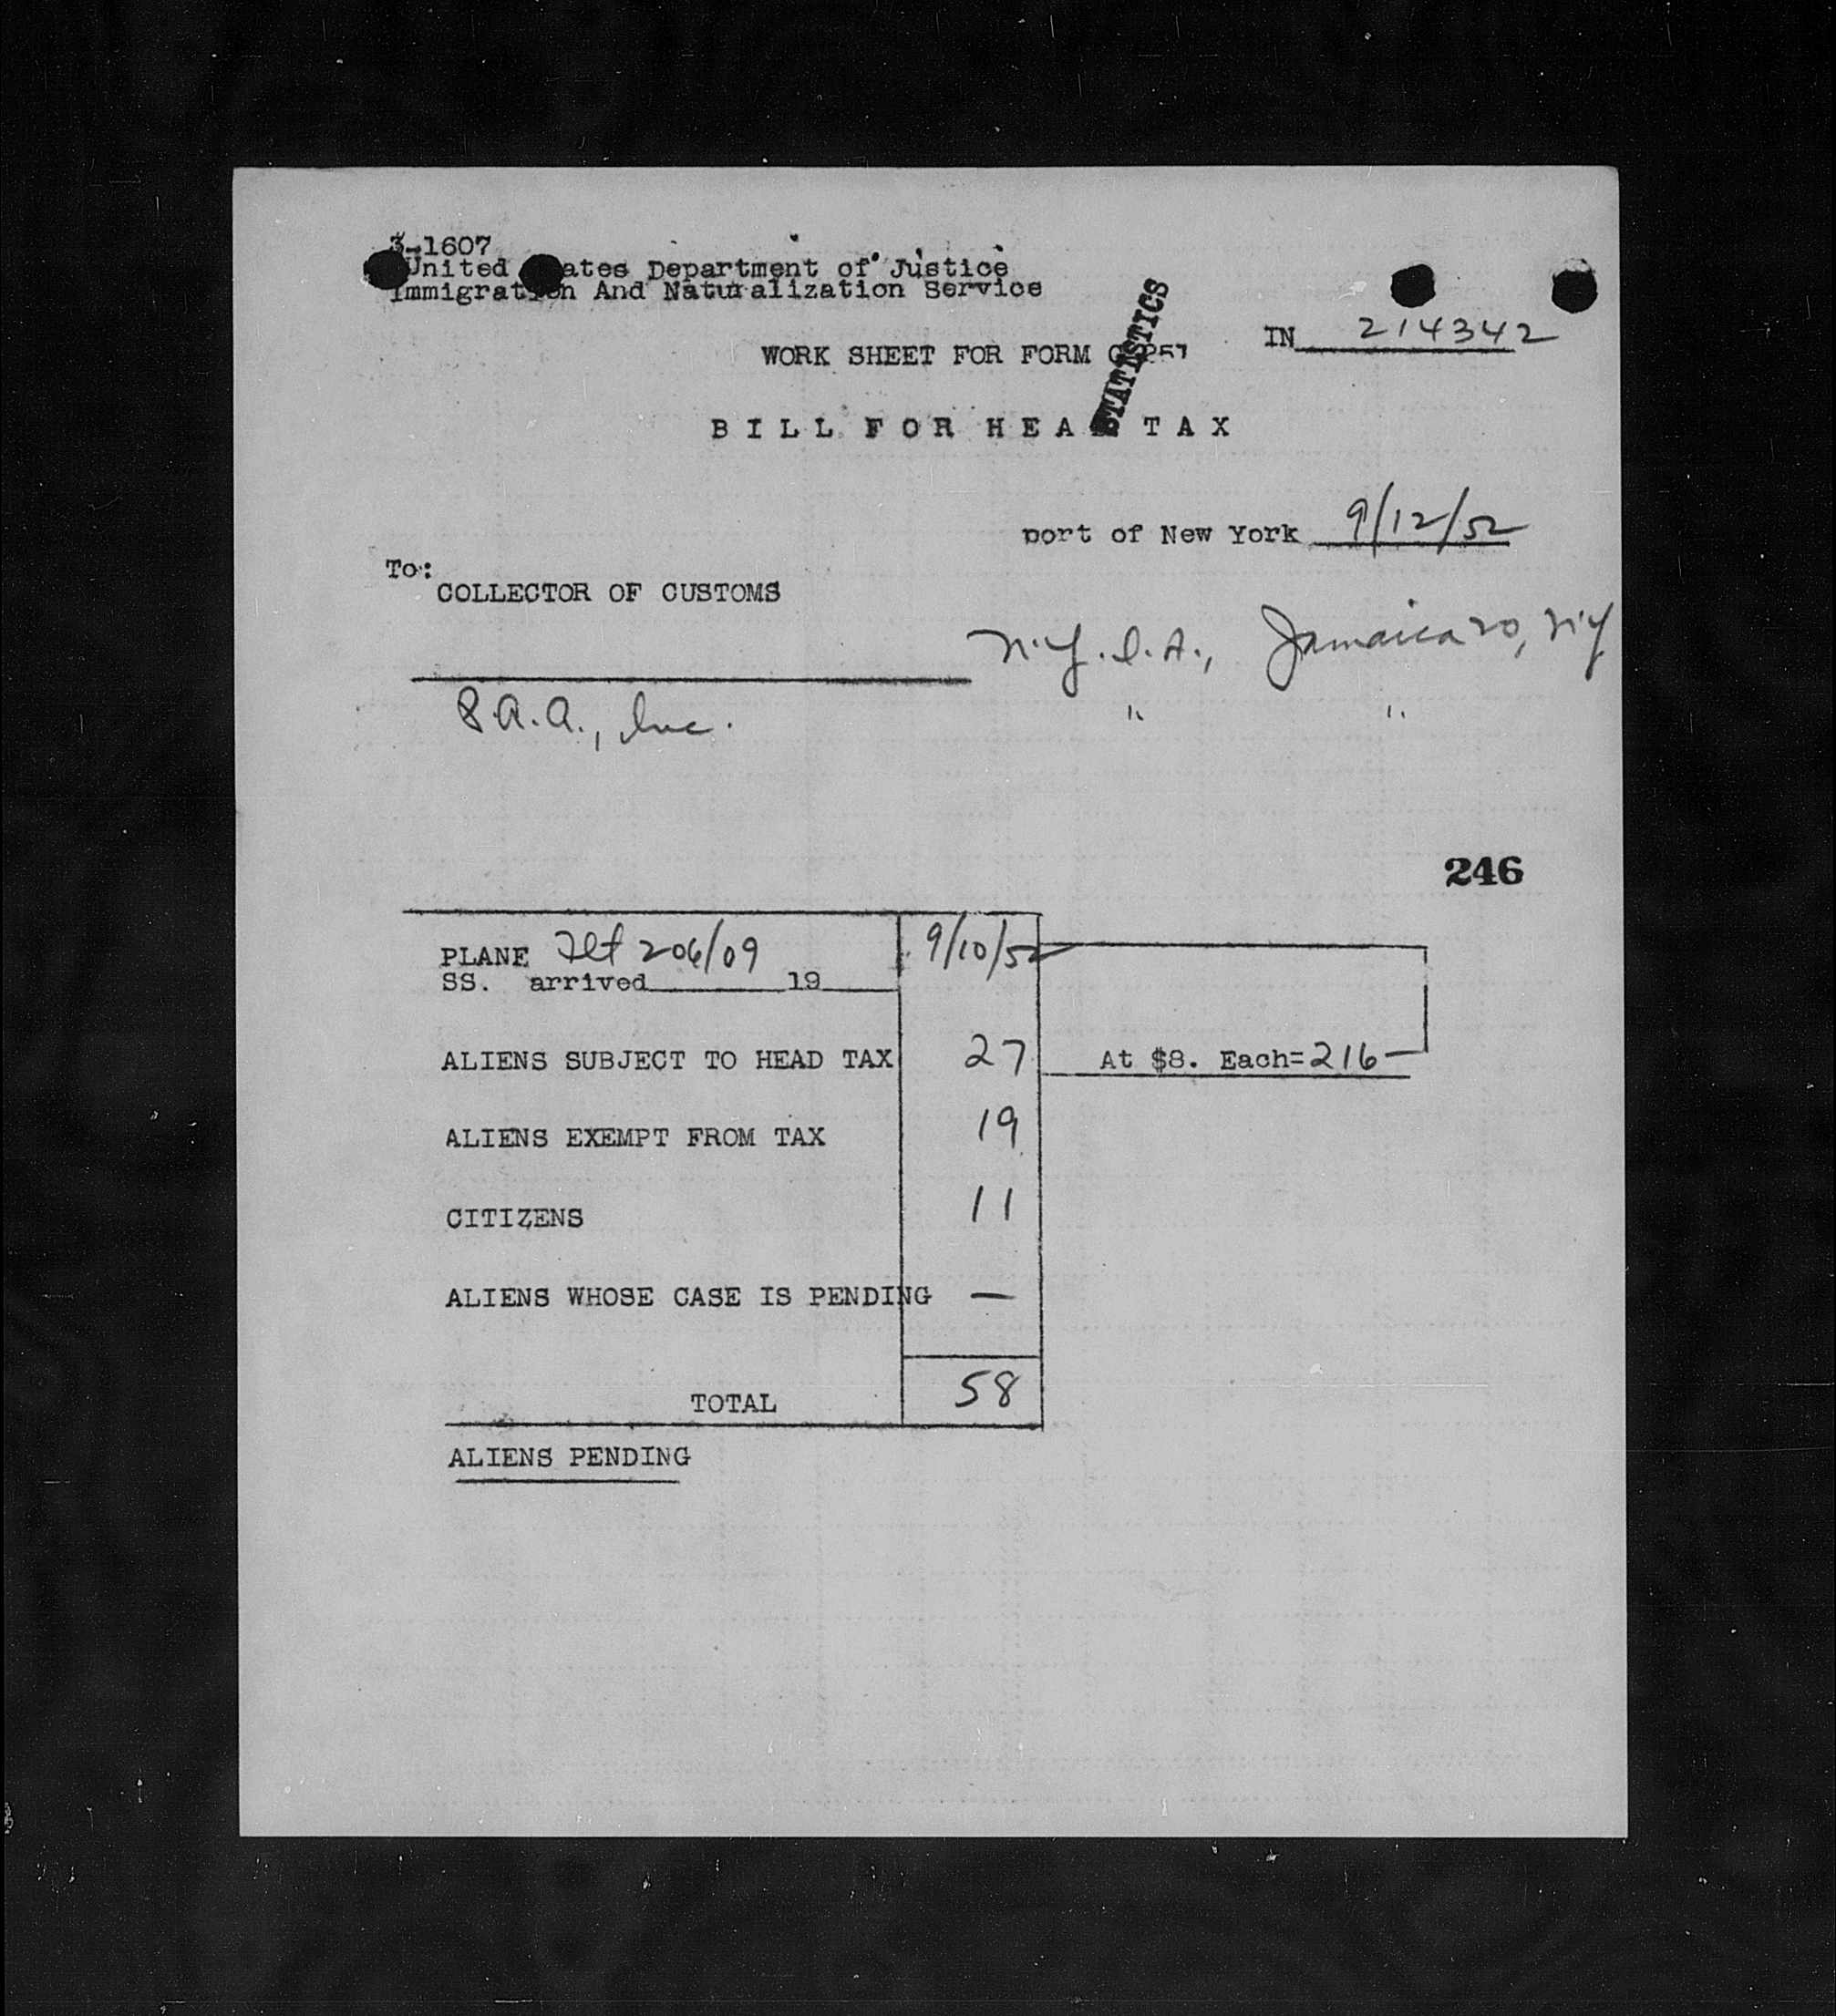 3-1607
United States Department of Justice
Immigration And Naturalization Service
STATISTICS
IN 214342
WORK SHEET FOR FORM G-257
BILL FOR HEAD TAX
port of New York 9/12/52
To:
COLLECTOR OF CUSTOMS
N.Y.I.A., Jamaica 20, N.Y
P.A.A., Inc. " "
246
PLANE Flt 206/09 9/10/52
SS. arrived 19
ALIENS SUBJECT TO HEAD TAX 27 At $8. Each=216-
ALIENS EXEMPT FROM TAX 19
CITIZENS 11
ALIENS WHOSE CASE IS PENDING —
TOTAL 58
ALIENS PENDING